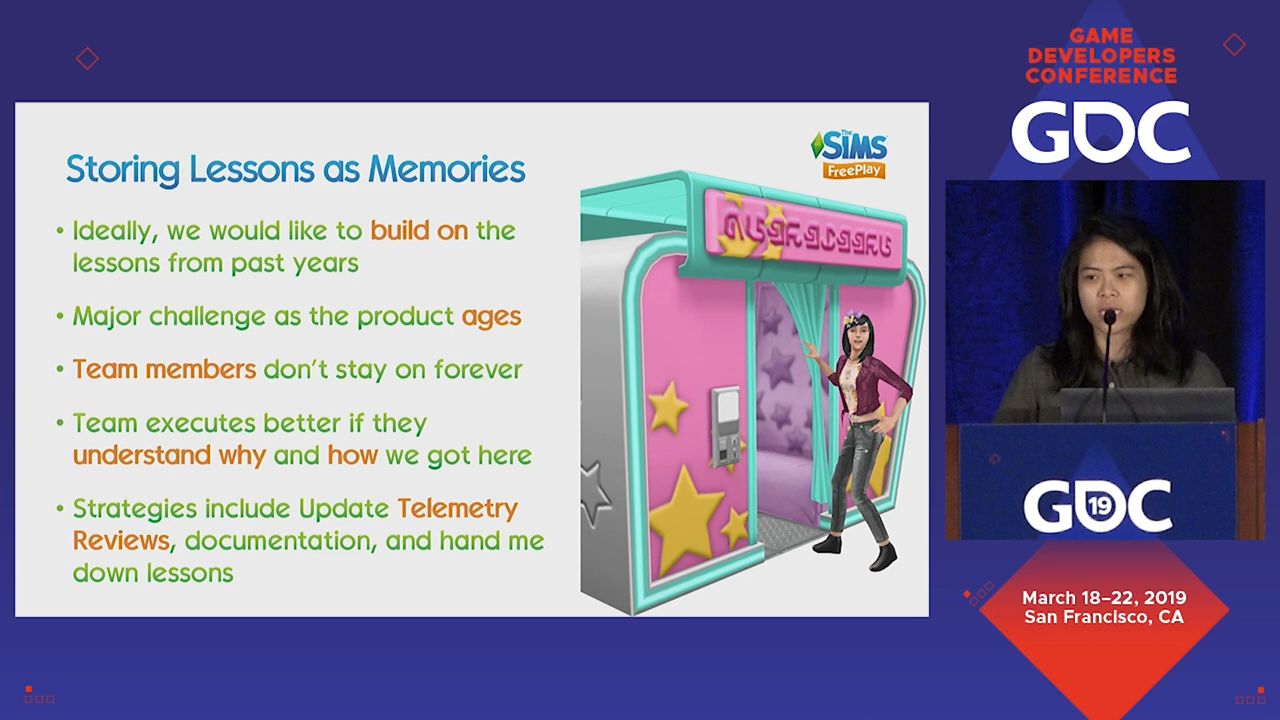 GAME
DEVELOPERS
CONFERENCE
GDC
The
SIMS
FreePlay
Storing Lessons as Memories
• Ideally, we would like to build on the
lessons from past years
• Major challenge as the product ages
• Team members don't stay on forever
• Team executes better if they
understand why and how we got here
• Strategies include Update Telemetry
Reviews, documentation, and hand me
down lessons
GDC
19
March 18–22, 2019
San Francisco, CA